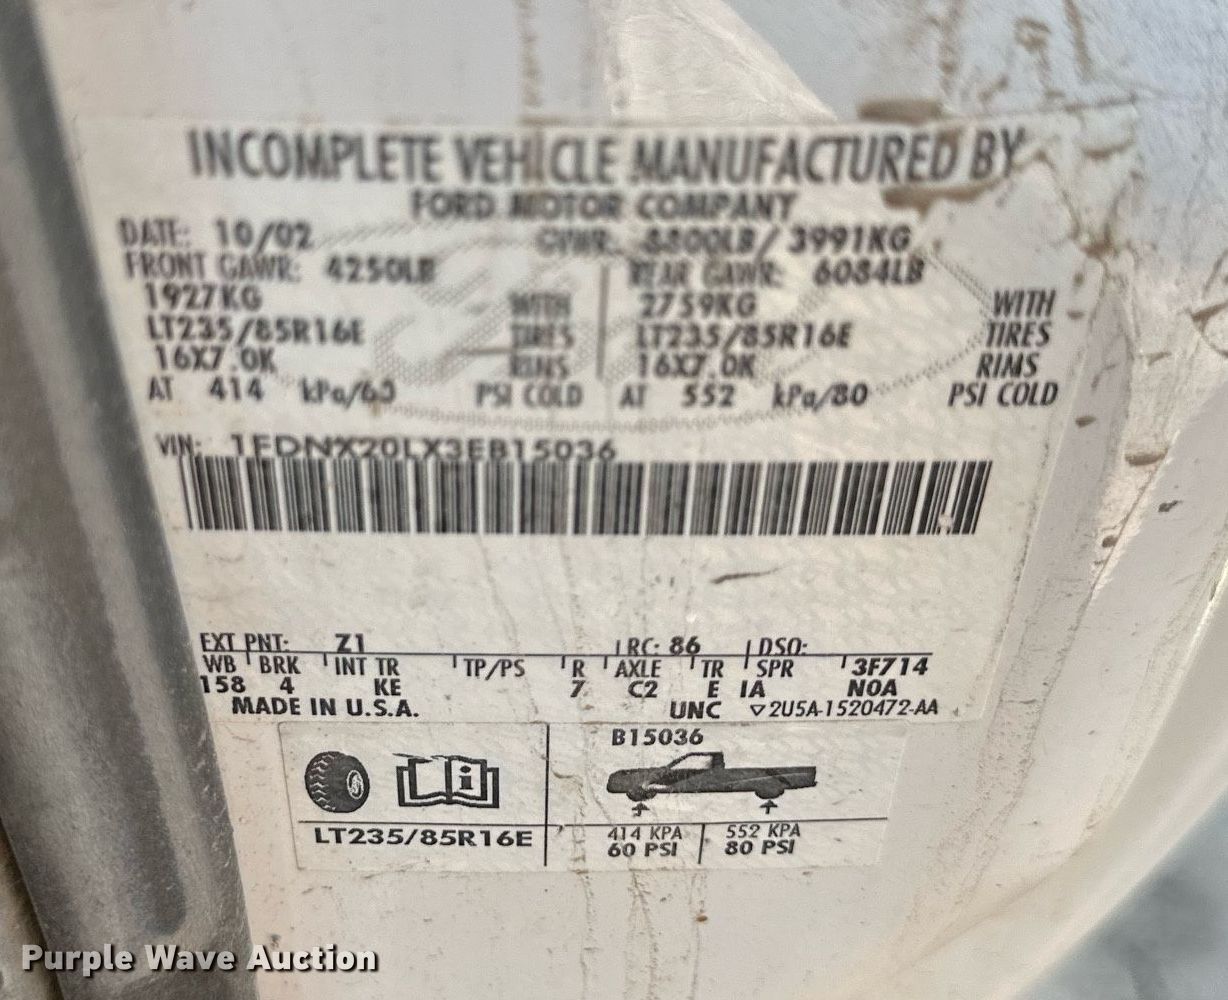 INCOMPLETE VEHICLE MANUFACTURED BY
FORD MOTOR COMPANY
DATE: 10/02 GVWR: 8800LB/ 3991KG
FRONT GAWR: 4250LB REAR GAWR: 6084LB
1927KG WITH 2759KG WITH
LT235/85R16E TIRES LT235/85R16E TIRES
16X7.0K RIMS 16X7.0K RIMS
AT 414 kPa/60 PSI COLD AT 552 kPa/80 PSI COLD
VIN: 1FDNX20LX3EB15036
EXT PNT: Z1 RC: 86 DSO:
WB BRK INT TR TP/PS R AXLE TR SPR 3F714
158 4 KE 7 C2 E IA N0A
MADE IN U.S.A. UNC ▽2U5A-1520472-AA
B15036
LT235/85R16E
414 KPA 552 KPA
60 PSI 80 PSI
Purple Wave Auction